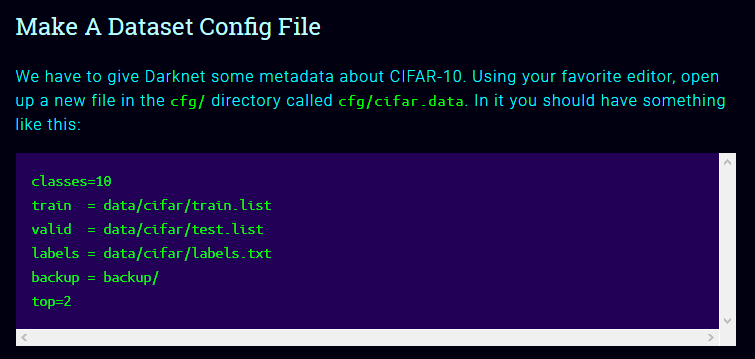 Make A Dataset Config File
We have to give Darknet some metadata about CIFAR-10. Using your favorite editor, open
up a new file in the cfg/ directory called cfg/cifar.data. In it you should have something
like this:
classes=10
train  = data/cifar/train.list
valid  = data/cifar/test.list
labels = data/cifar/labels.txt
backup = backup/
top=2